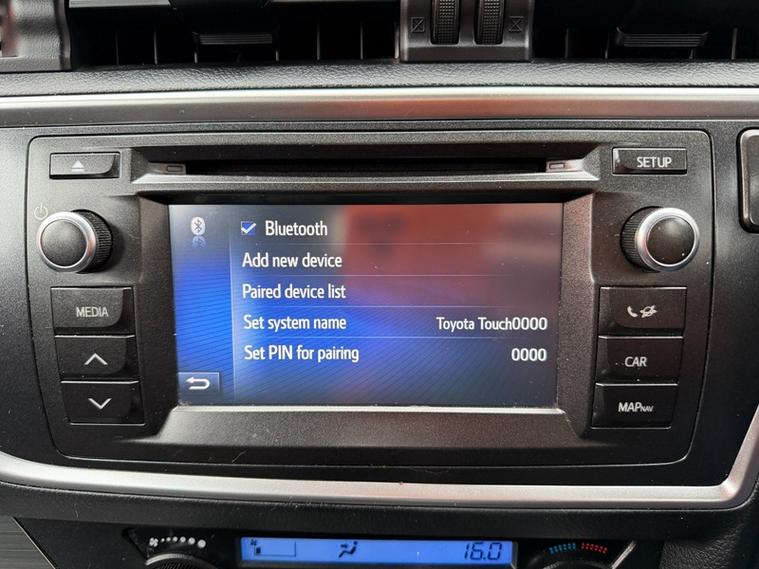 SETUP
Bluetooth
Add new device
MEDIA
Paired device list
Set system name Toyota Touch0000
Set PIN for pairing 0000
CAR
MAPNAV
16.0